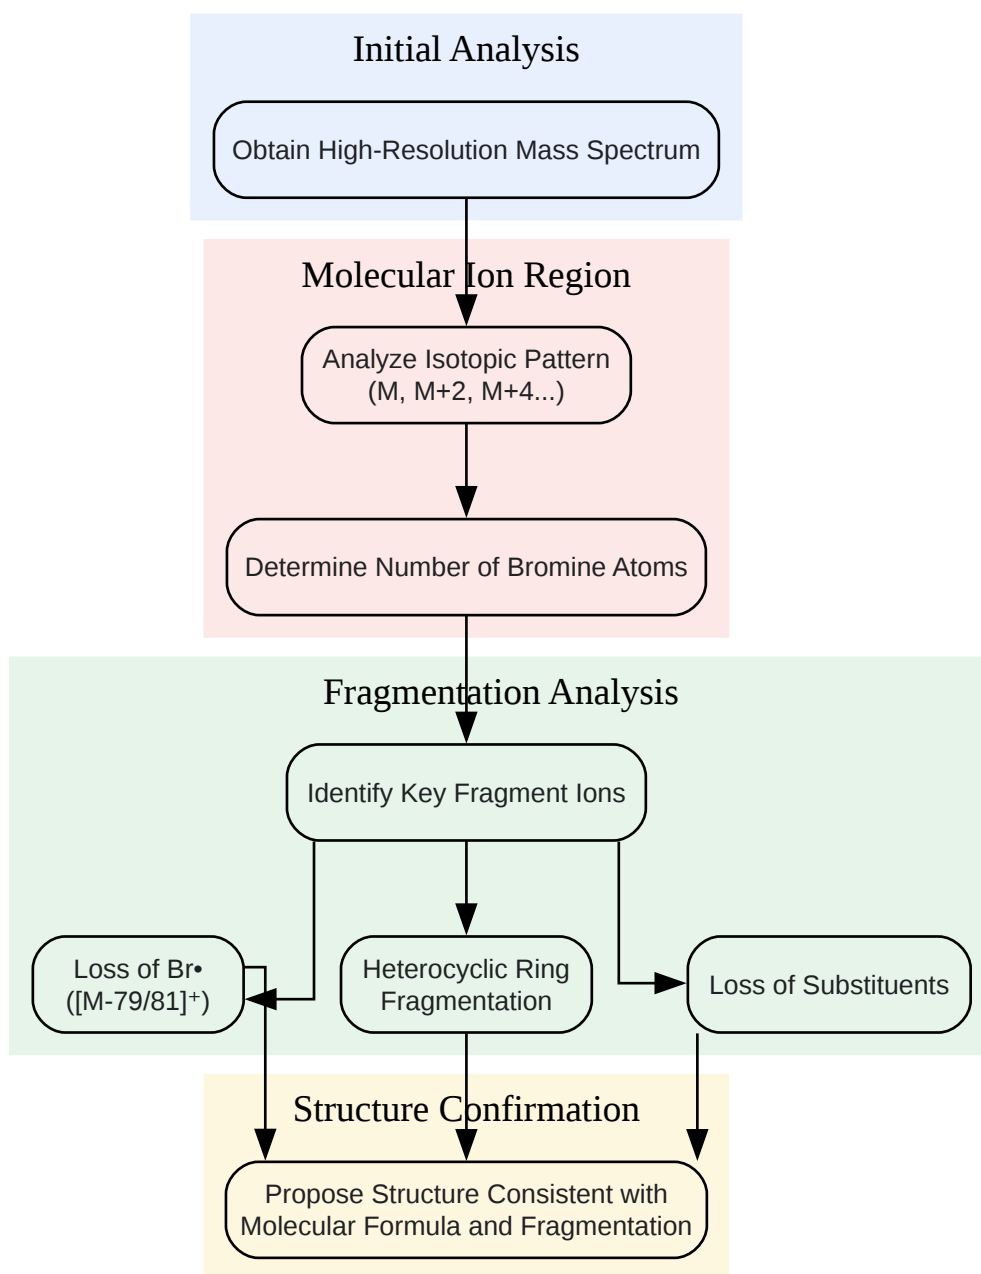 Initial Analysis
Obtain High-Resolution Mass Spectrum
Molecular Ion Region
Analyze Isotopic Pattern
(M, M+2, M+4...)
Determine Number of Bromine Atoms
Fragmentation Analysis
Identify Key Fragment Ions
Loss of Br•
([M-79/81]⁺)
Heterocyclic Ring
Fragmentation
Loss of Substituents
Structure Confirmation
Propose Structure Consistent with
Molecular Formula and Fragmentation